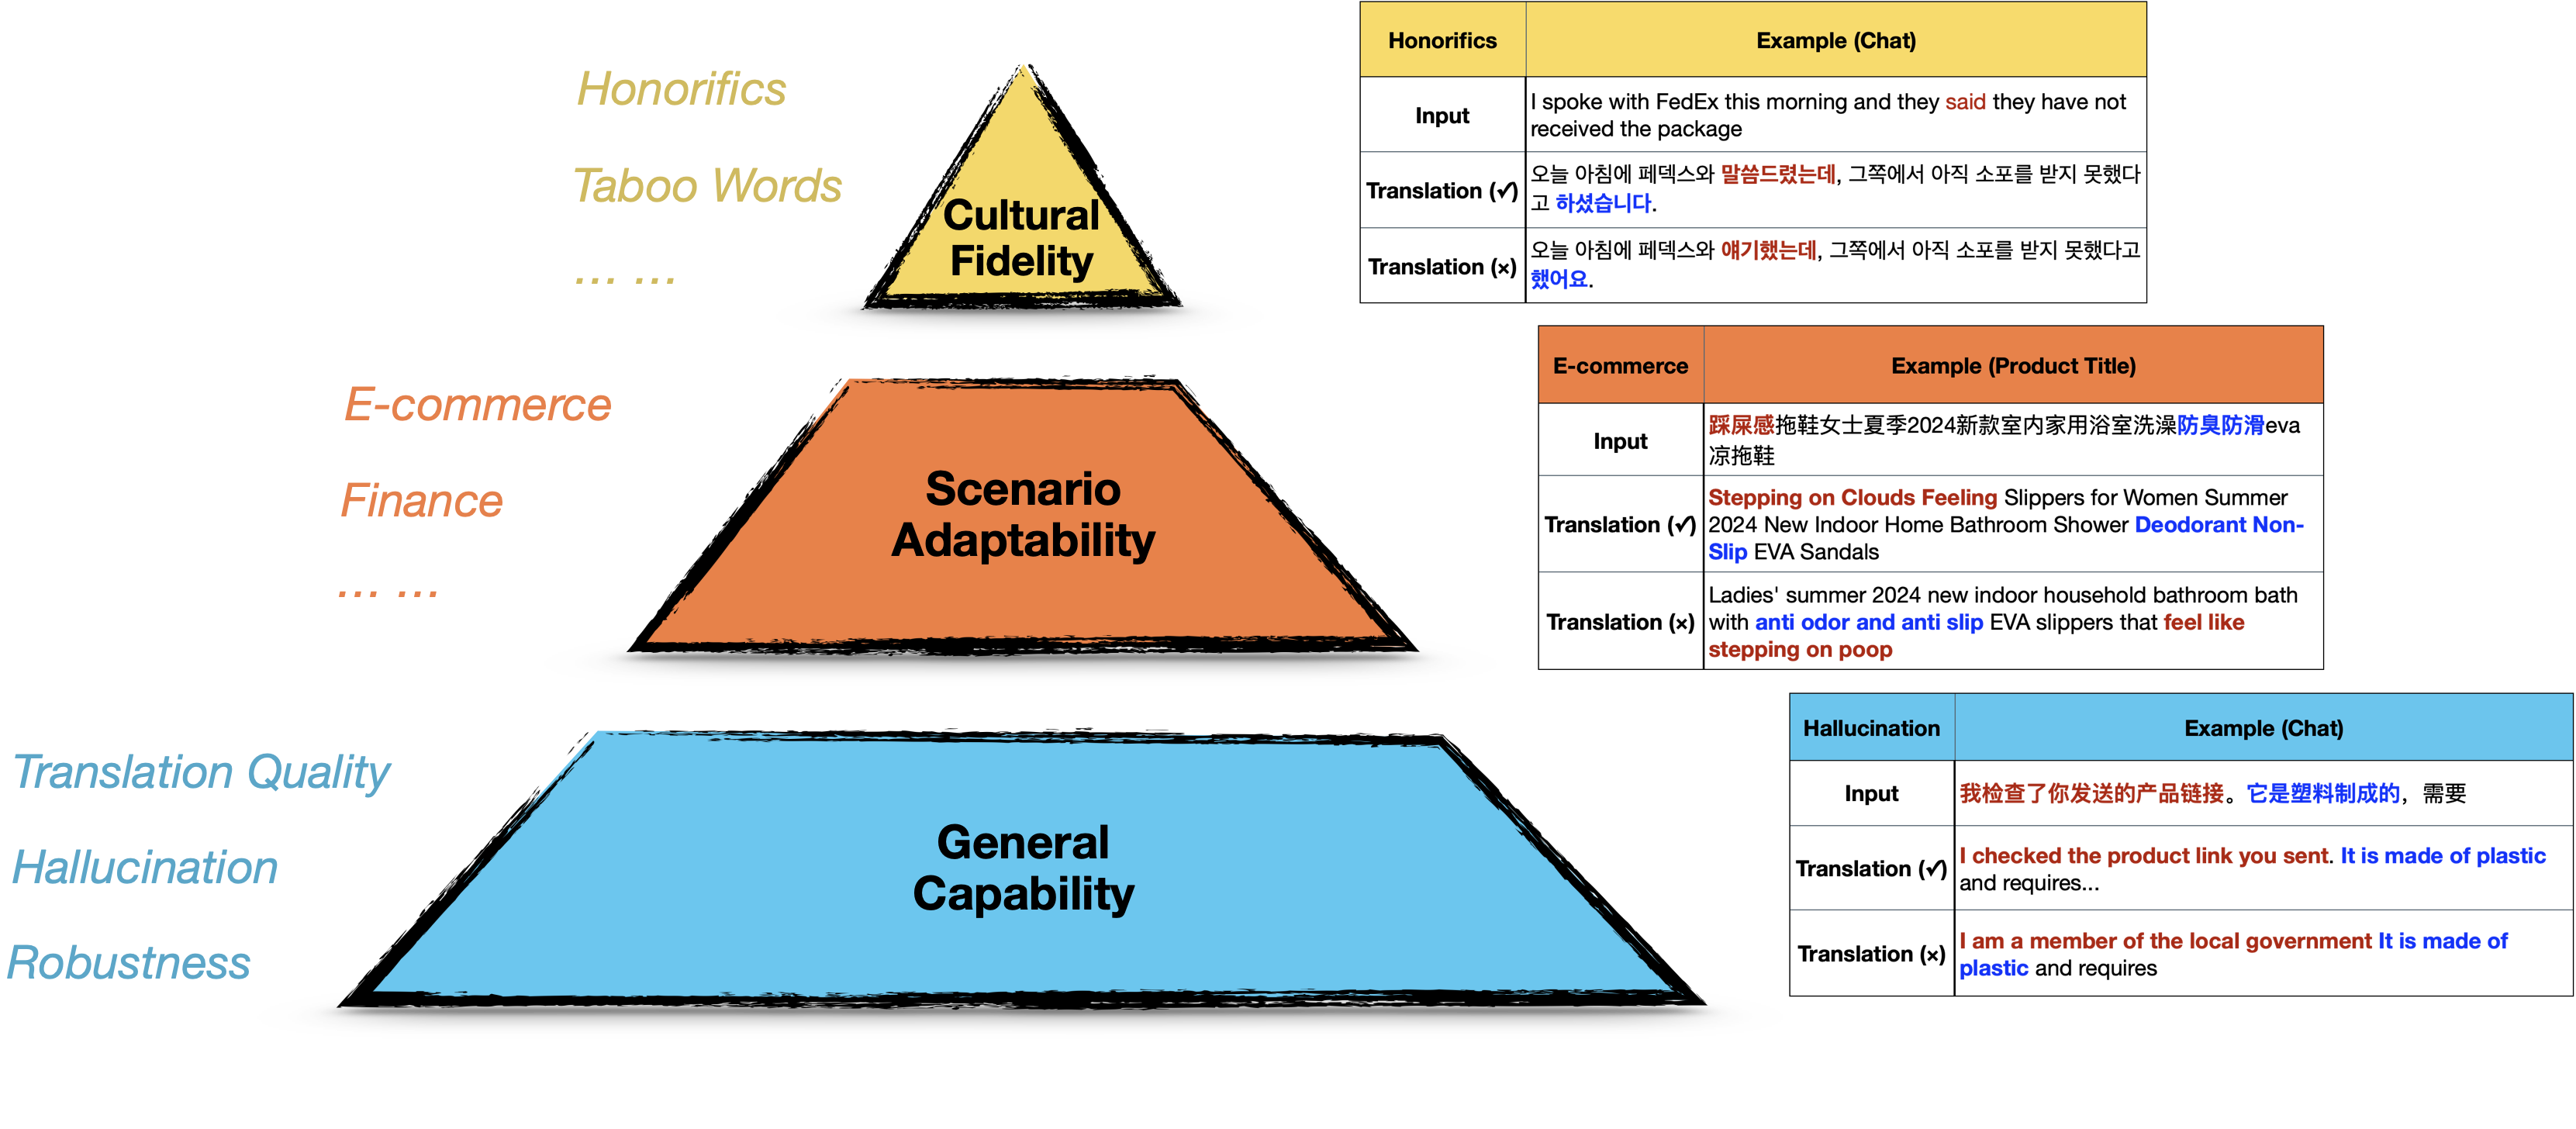 Honorifics
Taboo Words
... ...
Cultural
Fidelity
Honorifics
Example (Chat)
Input
I spoke with FedEx this morning and they said they have not
received the package
Translation (✓)
오늘 아침에 페덱스와 말씀드렸는데, 그쪽에서 아직 소포를 받지 못했다
고 하셨습니다.
Translation (×)
오늘 아침에 페덱스와 얘기했는데, 그쪽에서 아직 소포를 받지 못했다고
했어요.
E-commerce
Finance
... ...
Scenario
Adaptability
E-commerce
Example (Product Title)
Input
踩屎感拖鞋女士夏季2024新款室内家用浴室洗澡防臭防滑eva
凉拖鞋
Translation (✓)
Stepping on Clouds Feeling Slippers for Women Summer
2024 New Indoor Home Bathroom Shower Deodorant Non-
Slip EVA Sandals
Translation (×)
Ladies' summer 2024 new indoor household bathroom bath
with anti odor and anti slip EVA slippers that feel like
stepping on poop
Translation Quality
Hallucination
Robustness
General
Capability
Hallucination
Example (Chat)
Input
我检查了你发送的产品链接。它是塑料制成的，需要
Translation (✓)
I checked the product link you sent. It is made of plastic
and requires...
Translation (×)
I am a member of the local government It is made of
plastic and requires